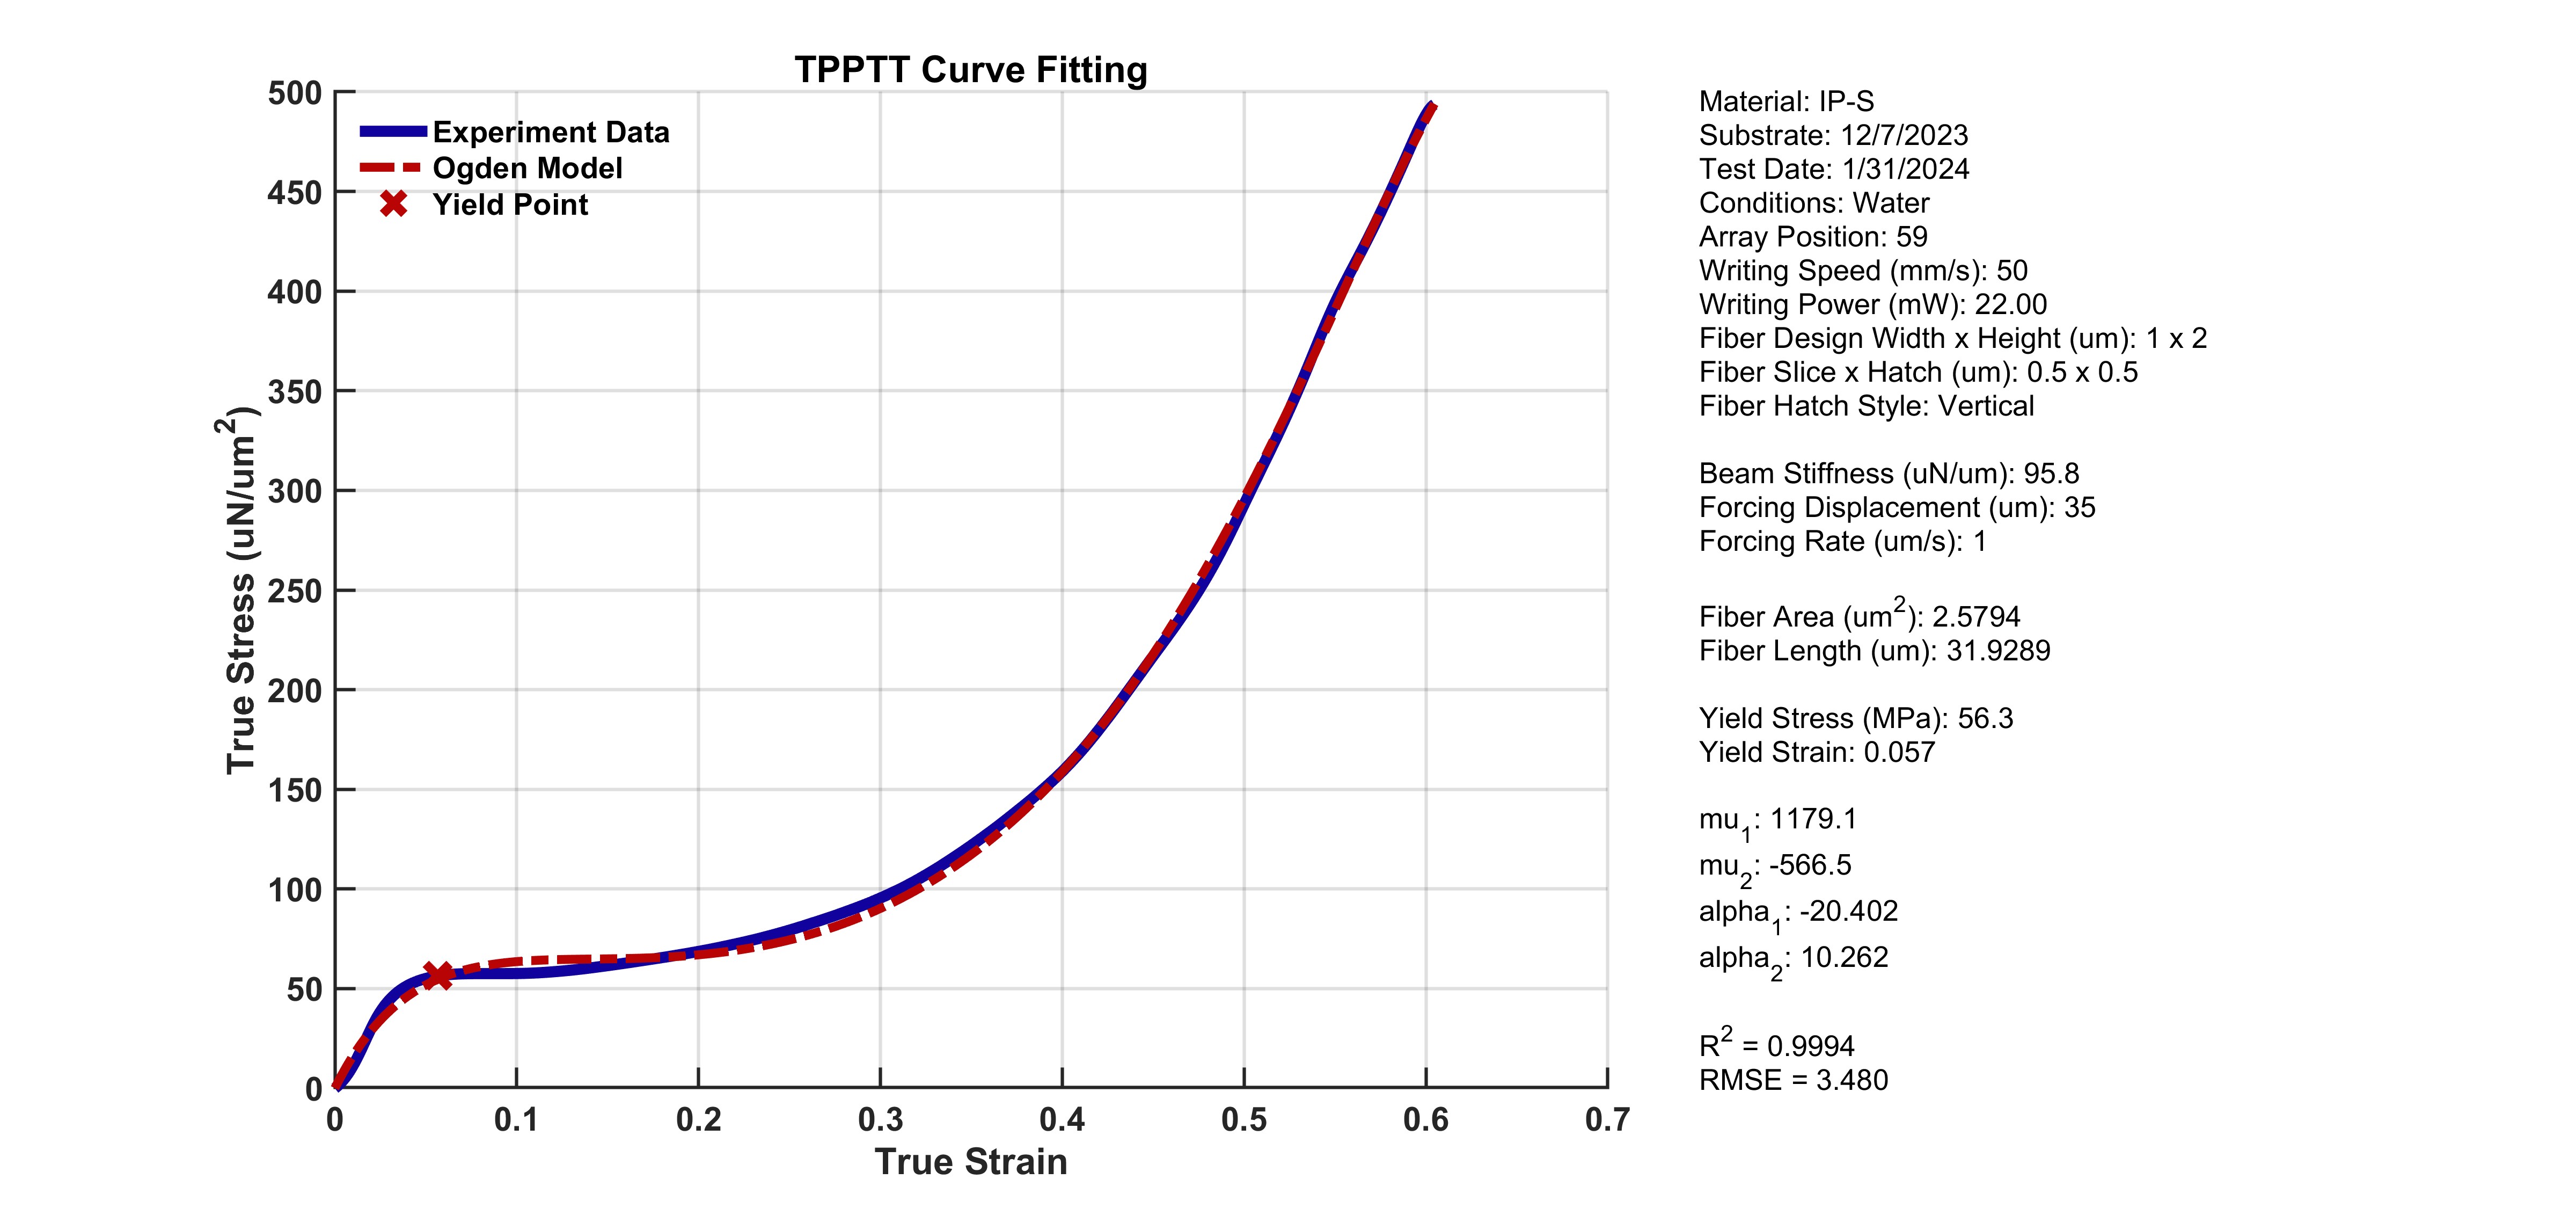 TPPTT Curve Fitting
500
450
400
350
300
250
200
150
100
50
0
True Stress (uN/um²)
Experiment Data
Ogden Model
Yield Point
0 0.1 0.2 0.3 0.4 0.5 0.6 0.7
True Strain
Material: IP-S
Substrate: 12/7/2023
Test Date: 1/31/2024
Conditions: Water
Array Position: 59
Writing Speed (mm/s): 50
Writing Power (mW): 22.00
Fiber Design Width x Height (um): 1 x 2
Fiber Slice x Hatch (um): 0.5 x 0.5
Fiber Hatch Style: Vertical
Beam Stiffness (uN/um): 95.8
Forcing Displacement (um): 35
Forcing Rate (um/s): 1
Fiber Area (um²): 2.5794
Fiber Length (um): 31.9289
Yield Stress (MPa): 56.3
Yield Strain: 0.057
mu₁: 1179.1
mu₂: -566.5
alpha₁: -20.402
alpha₂: 10.262
R² = 0.9994
RMSE = 3.480